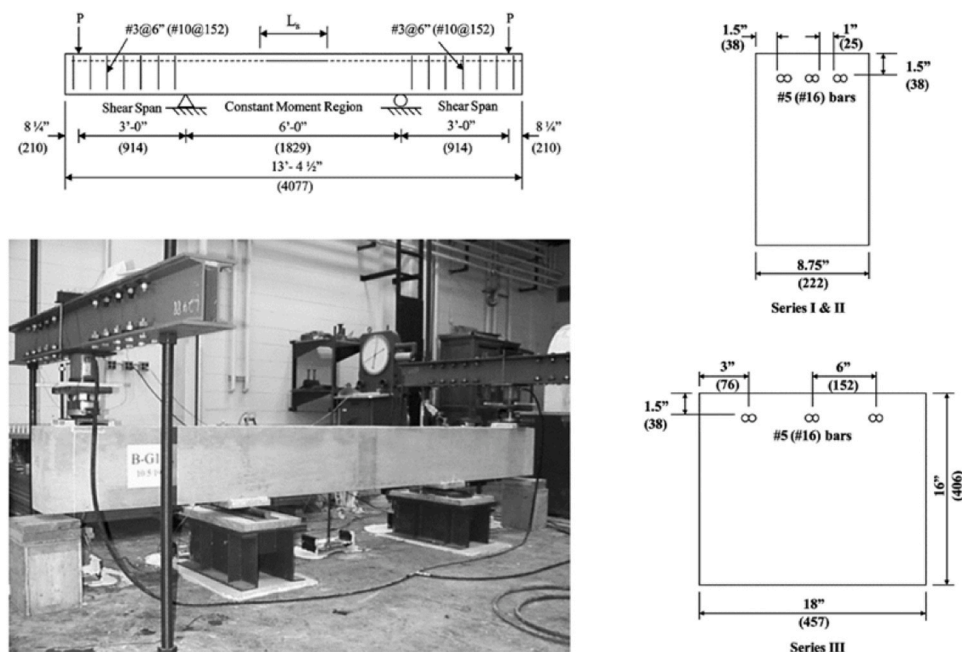 P
Lₛ
P
#3@6” (#10@152)
#3@6” (#10@152)
Shear Span
Constant Moment Region
Shear Span
8 ¼”
(210)
3’-0”
(914)
6’-0”
(1829)
3’-0”
(914)
8 ¼”
(210)
13’- 4 ½”
(4077)
1.5”
(38)
1”
(25)
1.5”
(38)
#5 (#16) bars
8.75”
(222)
Series I & II
B-G1
3”
(76)
6”
(152)
1.5”
(38)
#5 (#16) bars
16”
(406)
18”
(457)
Series III